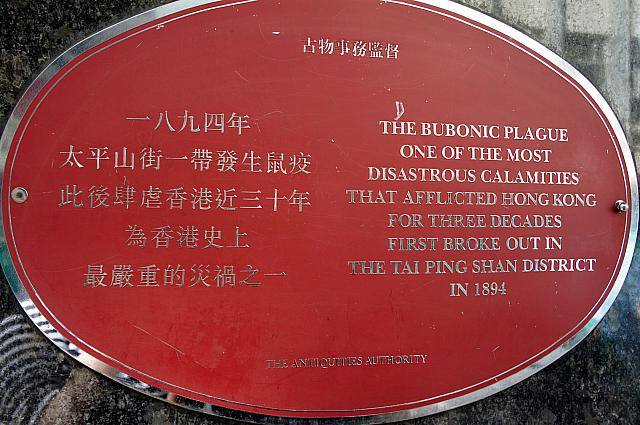 古物事務監督
一八九四年
太平山街一帶發生鼠疫
此後肆虐香港近三十年
為香港史上
最嚴重的災禍之一
THE BUBONIC PLAGUE
ONE OF THE MOST
DISASTROUS CALAMITIES
THAT AFFLICTED HONG KONG
FOR THREE DECADES
FIRST BROKE OUT IN
THE TAI PING SHAN DISTRICT
IN 1894
THE ANTIQUITIES AUTHORITY